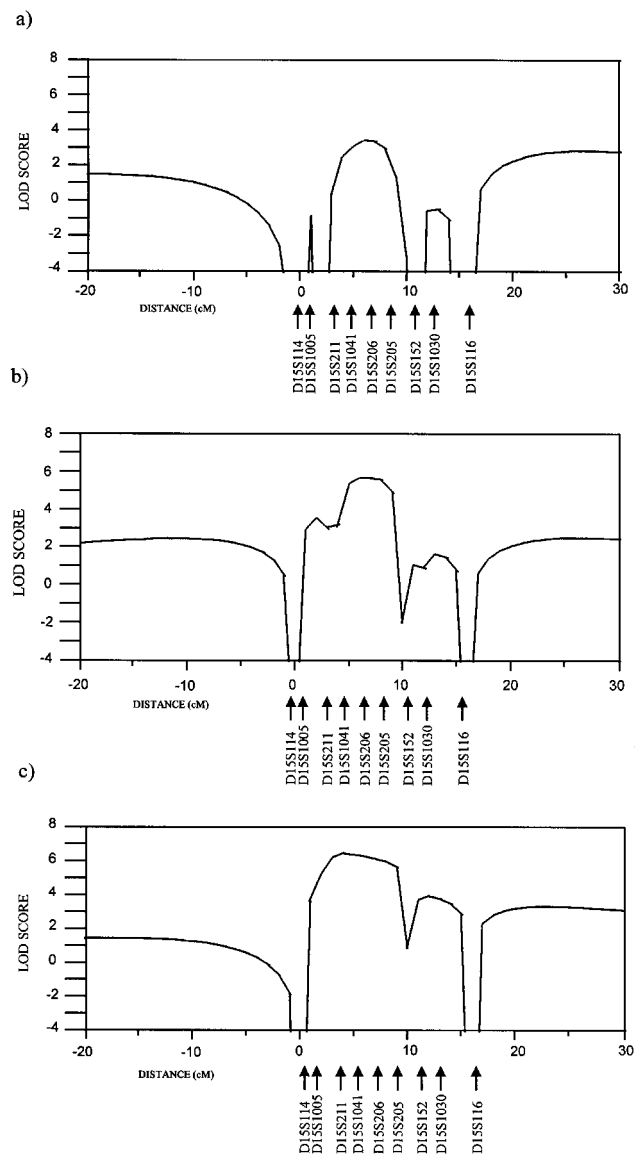 a)
LOD SCORE
8
6
4
2
0
-2
-4
-20
-10
0
10
20
30
DISTANCE (cM)
D15S114
D15S1005
D15S211
D15S1041
D15S206
D15S205
D15S152
D15S1030
D15S116
b)
LOD SCORE
8
6
4
2
0
-2
-4
-20
-10
0
10
20
30
DISTANCE (cM)
D15S114
D15S1005
D15S211
D15S1041
D15S206
D15S205
D15S152
D15S1030
D15S116
c)
LOD SCORE
8
6
4
2
0
-2
-4
-20
-10
0
10
20
30
DISTANCE (cM)
D15S114
D15S1005
D15S211
D15S1041
D15S206
D15S205
D15S152
D15S1030
D15S116